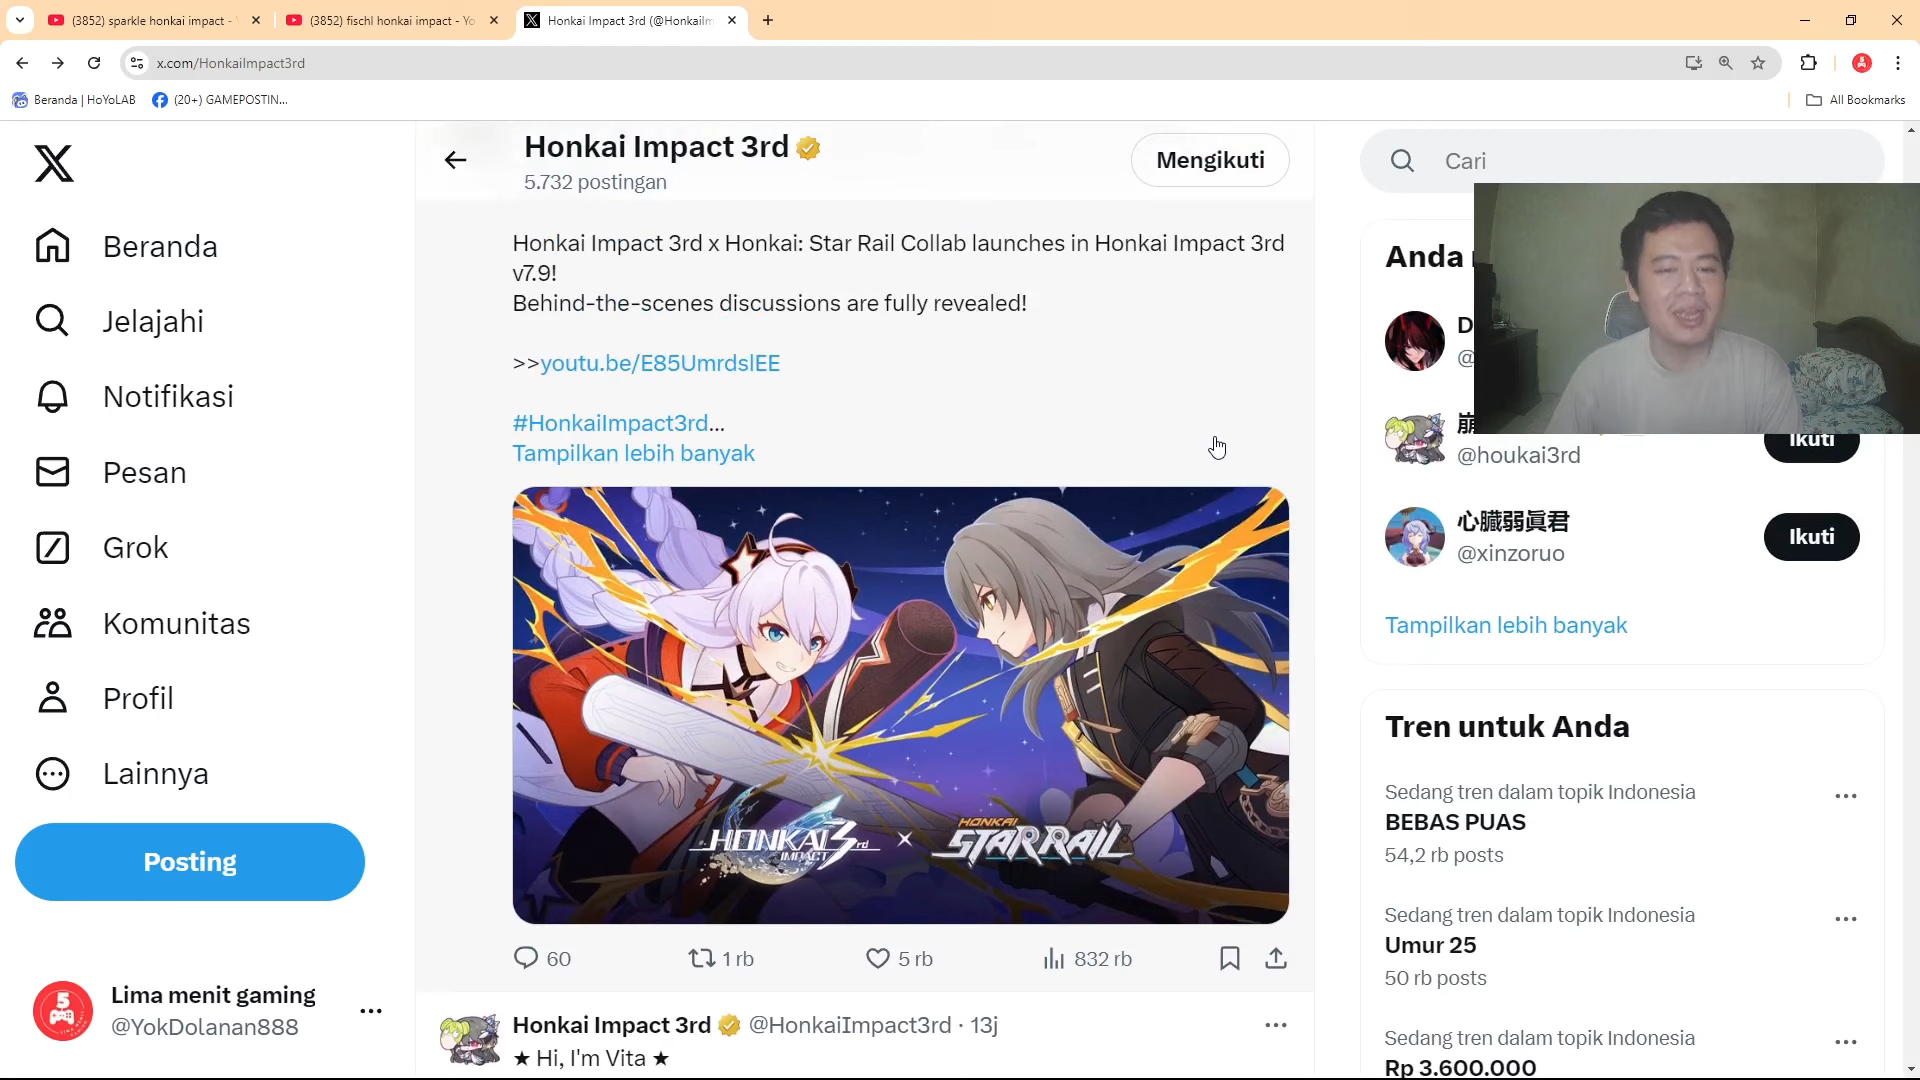 (3852) sparkle honkai impact -
(3852) fischl honkai impact - Yo
Honkai Impact 3rd (@HonkaiIm
x.com/HonkaiImpact3rd
Beranda | HoYoLAB
(20+) GAMEPOSTIN...
All Bookmarks
Beranda
Jelajahi
Notifikasi
Pesan
Grok
Komunitas
Profil
Lainnya
Posting
Lima menit gaming
@YokDolanan888
Honkai Impact 3rd
5.732 postingan
Mengikuti
Honkai Impact 3rd x Honkai: Star Rail Collab launches in Honkai Impact 3rd
v7.9!
Behind-the-scenes discussions are fully revealed!
>>youtu.be/E85UmrdslEE
#HonkaiImpact3rd...
Tampilkan lebih banyak
HONKAI 3rd
IMPACT
×
HONKAI
STAR RAIL
60
1 rb
5 rb
832 rb
Honkai Impact 3rd @HonkaiImpact3rd · 13j
★ Hi, I'm Vita ★
Cari
Anda
D
@
崩
@houkai3rd
Ikuti
心臓弱眞君
@xinzoruo
Ikuti
Tampilkan lebih banyak
Tren untuk Anda
Sedang tren dalam topik Indonesia
BEBAS PUAS
54,2 rb posts
Sedang tren dalam topik Indonesia
Umur 25
50 rb posts
Sedang tren dalam topik Indonesia
Rp 3.600.000